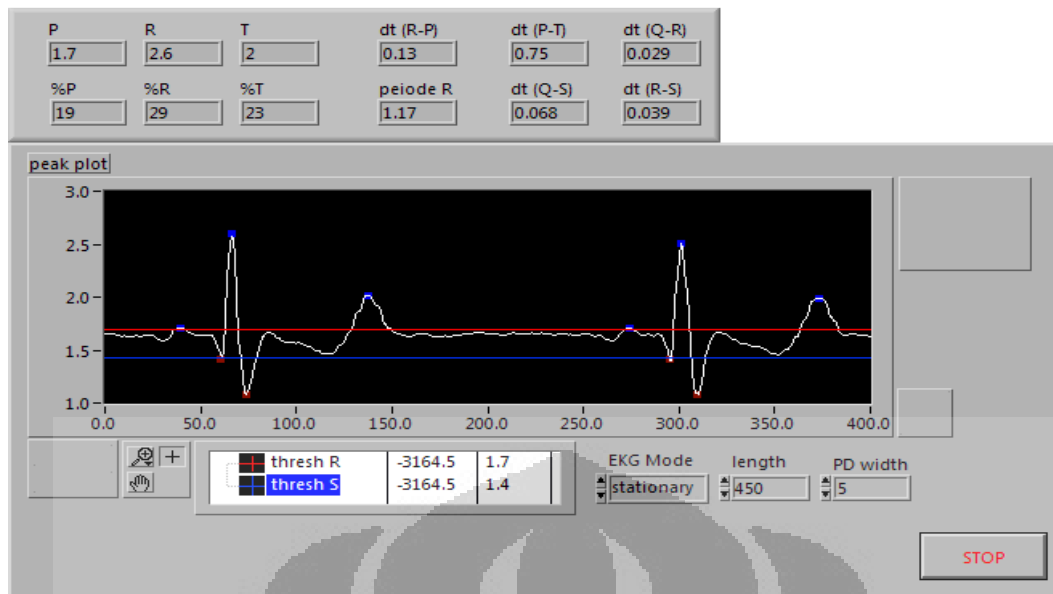 P R T dt (R-P) dt (P-T) dt (Q-R)
1.7 2.6 2 0.13 0.75 0.029
%P %R %T peiode R dt (Q-S) dt (R-S)
19 29 23 1.17 0.068 0.039
peak plot
3.0
2.5
2.0
1.5
1.0
0.0 50.0 100.0 150.0 200.0 250.0 300.0 350.0 400.0
thresh R -3164.5 1.7
thresh S -3164.5 1.4
EKG Mode length PD width
stationary 450 5
STOP